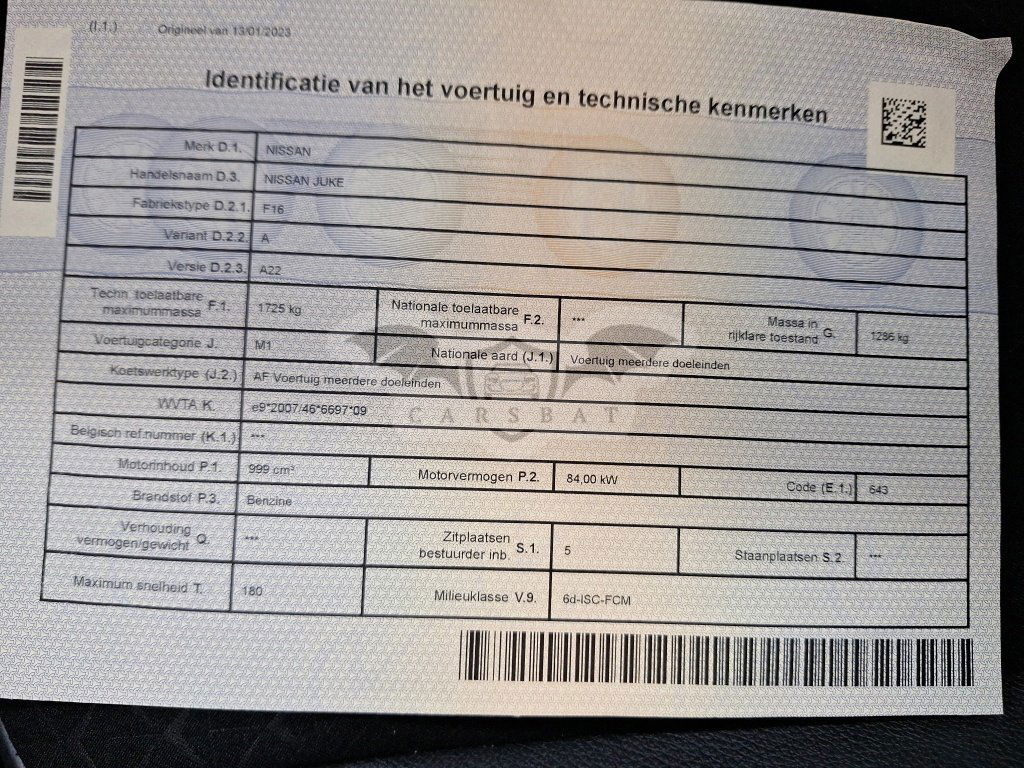 (I.1.) Origineel van 13/01/2023
Identificatie van het voertuig en technische kenmerken
Merk D.1. NISSAN
Handelsnaam D.3. NISSAN JUKE
Fabriekstype D.2.1. F16
Variant D.2.2. A
Versie D.2.3. A22
Techn. toelaatbare maximummassa F.1. 1725 kg Nationale toelaatbare maximummassa F.2. *** Massa in rijklare toestand G. 1286 kg
Voertuigcategorie J. M1 Nationale aard (J.1.) Voertuig meerdere doeleinden
Koetswerktype (J.2.) AF Voertuig meerdere doeleinden
WVTA K. e9*2007/46*6697*09
CARSBAT
Belgisch ref.nummer (K.1.) ***
Motorinhoud P.1. 999 cm³ Motorvermogen P.2. 84,00 kW Code (E.1.) 643
Brandstof P.3. Benzine
Verhouding vermogen/gewicht Q. *** Zitplaatsen bestuurder inb. S.1. 5 Staanplaatsen S.2. ***
Maximum snelheid T. 180 Milieuklasse V.9. 6d-ISC-FCM